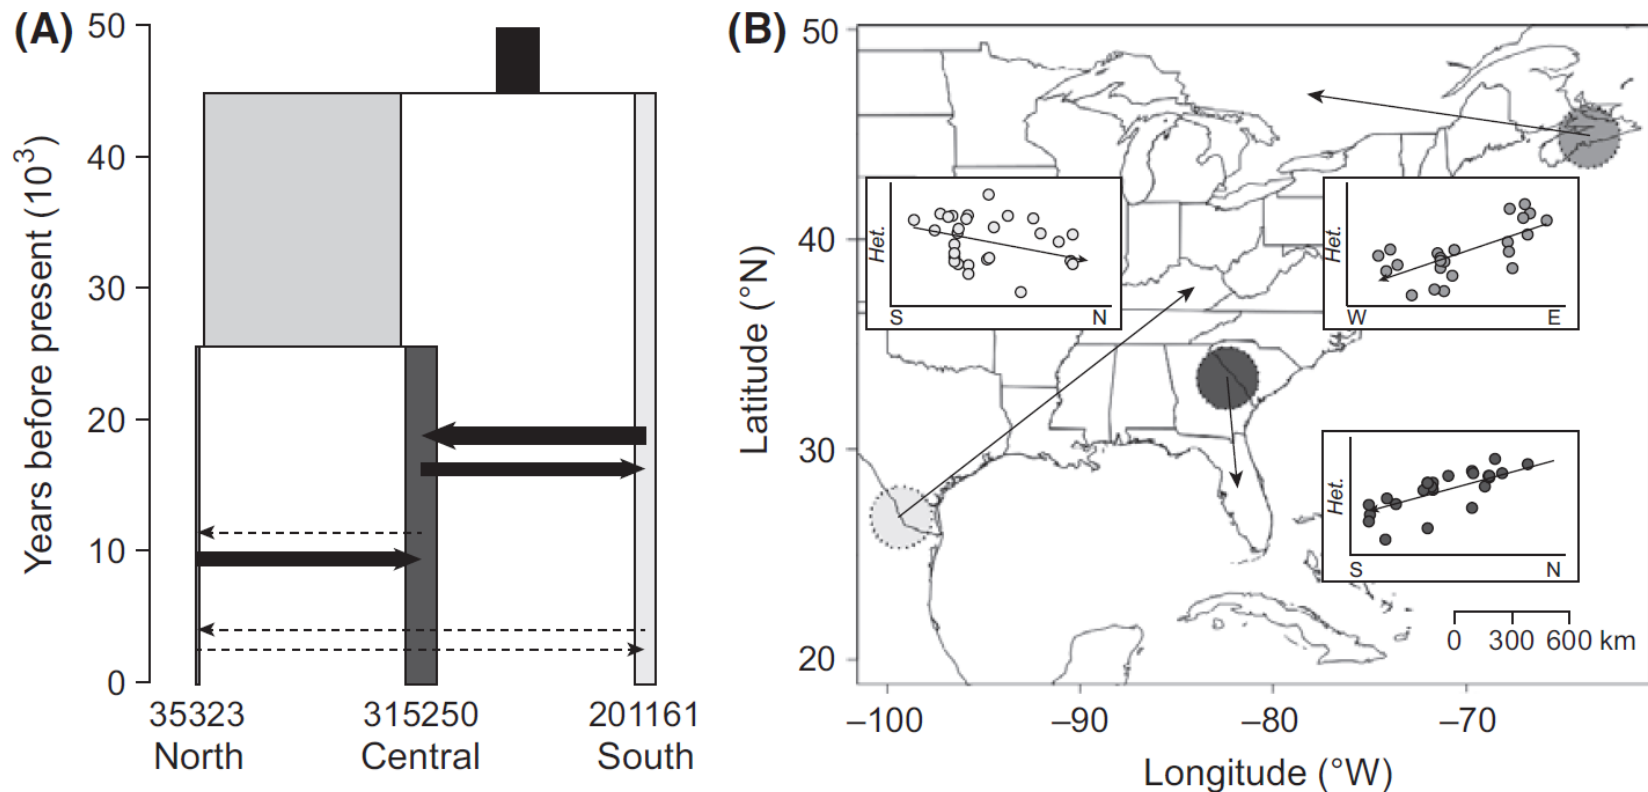 (A)
50
40
30
20
10
0
Years before present (10³)
35323 315250 201161
North Central South
(B)
50
40
30
20
Latitude (°N)
Het.
S N
Het.
W E
Het.
S N
0 300 600 km
–100 –90 –80 –70
Longitude (°W)